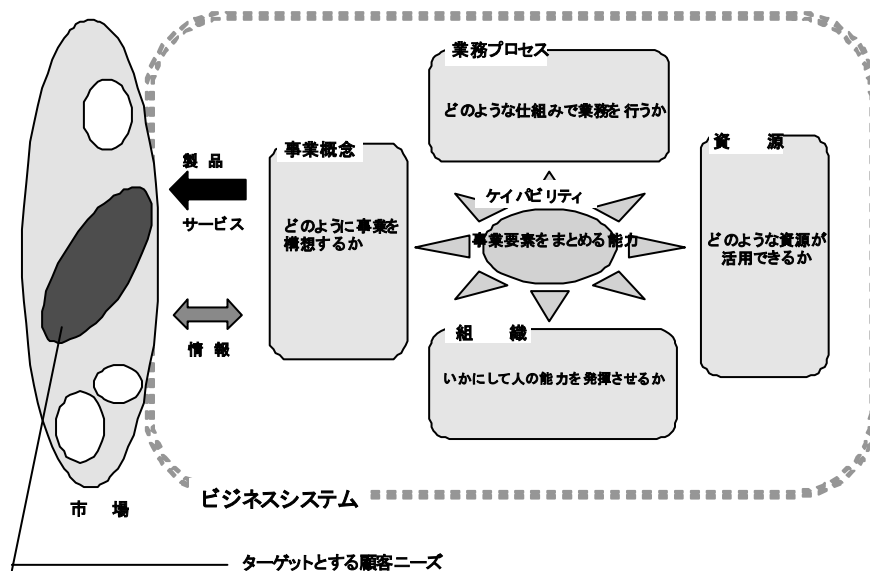 業務プロセス
どのような仕組みで業務を行うか
事業概念
どのように事業を
構想するか
製品
サービス
情報
ケイパビリティ
事業要素をまとめる能力
資源
どのような資源が
活用できるか
組織
いかにして人の能力を発揮させるか
市場
ビジネスシステム
ターゲットとする顧客ニーズ